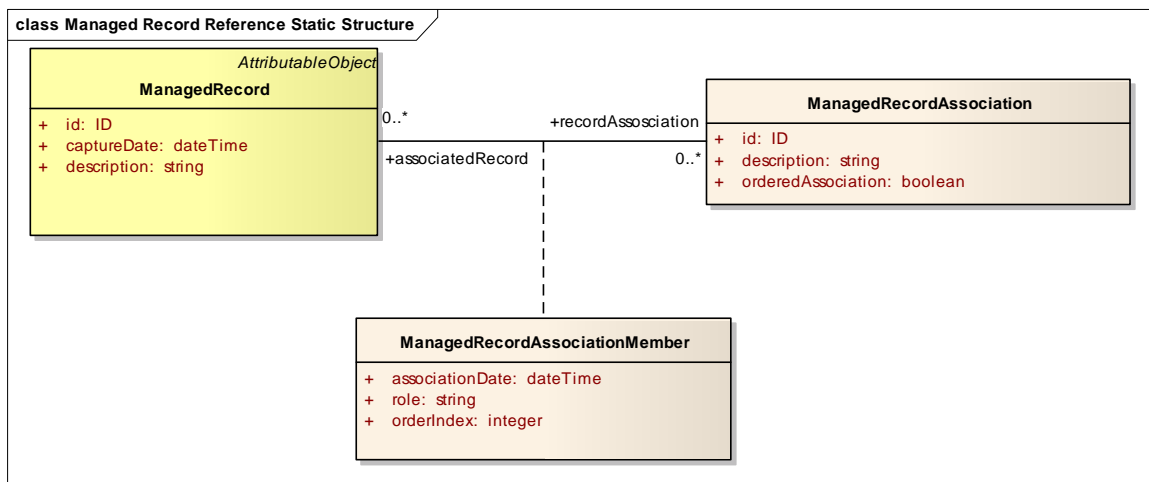 class Managed Record Reference Static Structure
AttributableObject
ManagedRecord
+ id: ID
+ captureDate: dateTime
+ description: string
0..*
+associatedRecord
+recordAssosciation
0..*
ManagedRecordAssociation
+ id: ID
+ description: string
+ orderedAssociation: boolean
ManagedRecordAssociationMember
+ associationDate: dateTime
+ role: string
+ orderIndex: integer